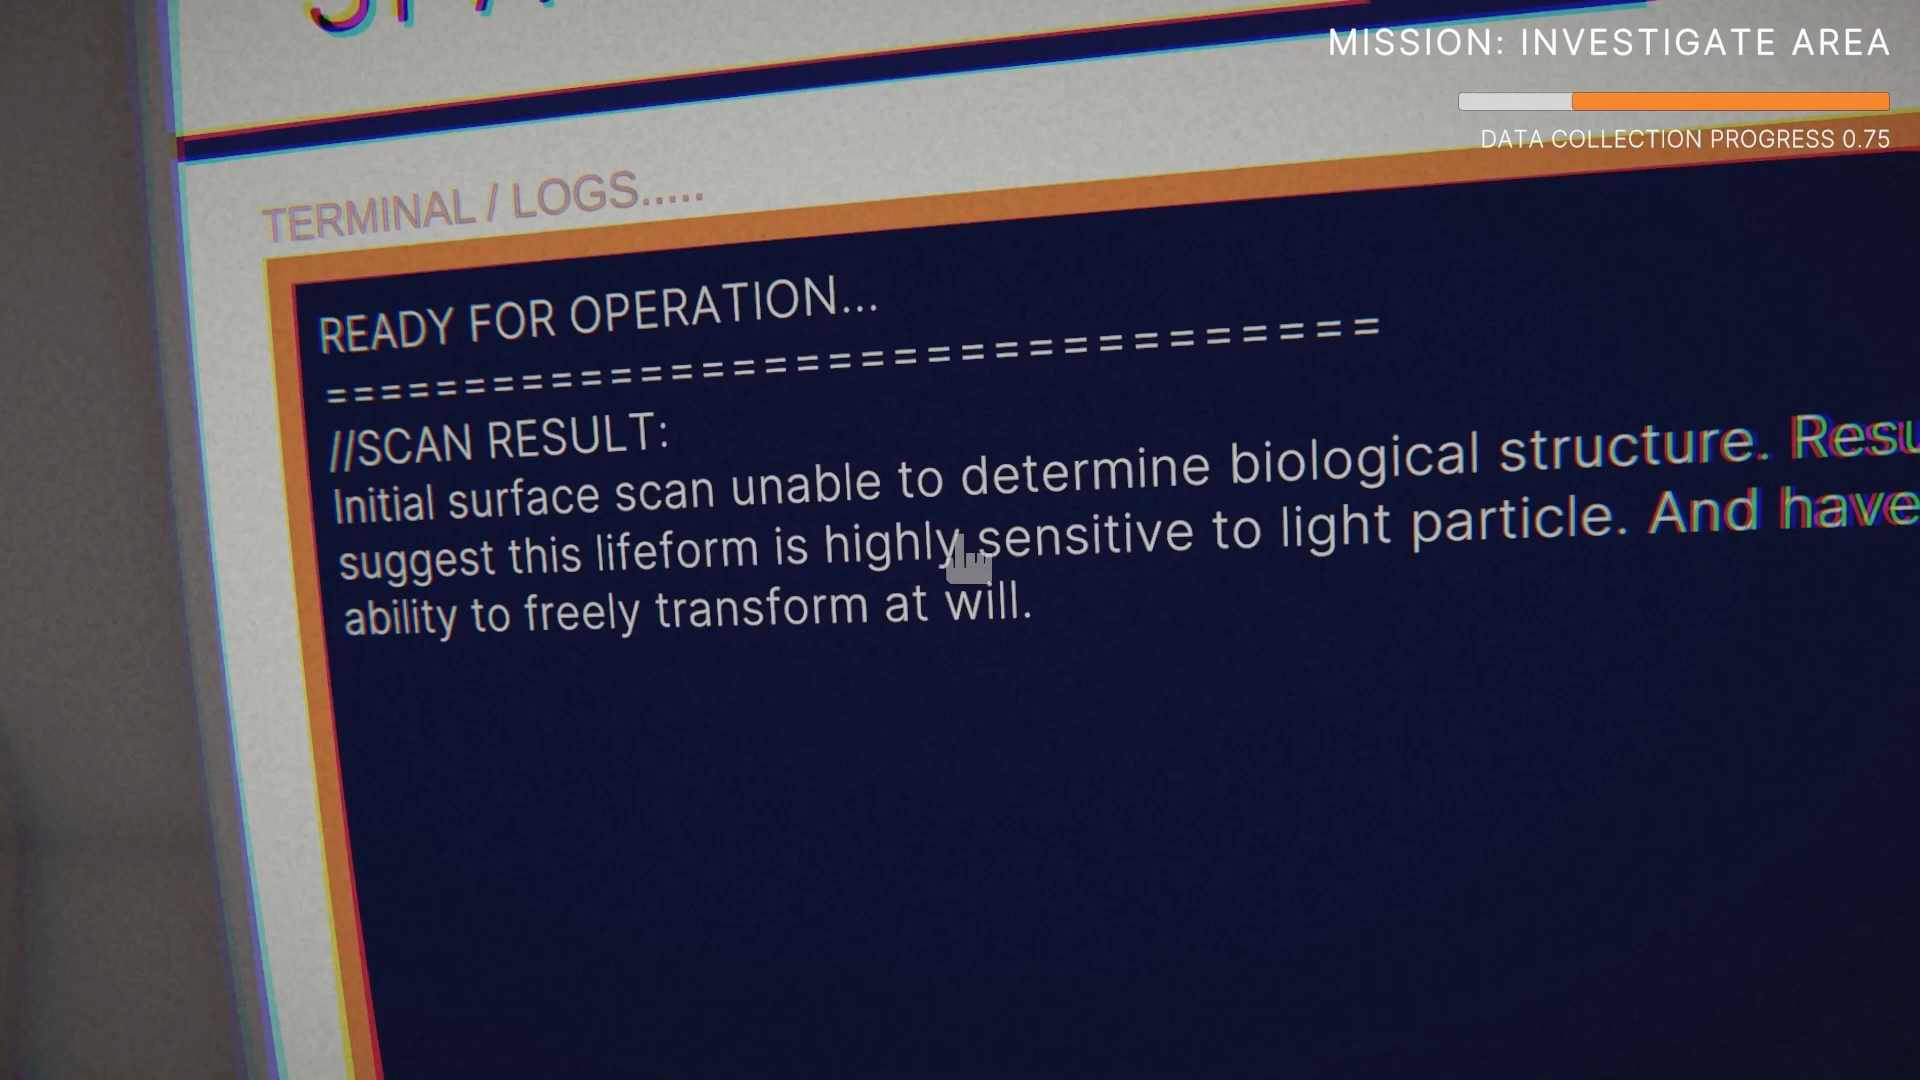 MISSION: INVESTIGATE AREA
DATA COLLECTION PROGRESS 0.75
TERMINAL / LOGS.....
READY FOR OPERATION...
==============================
//SCAN RESULT:
Initial surface scan unable to determine biological structure.
suggest this lifeform is highly sensitive to light particle. And have
ability to freely transform at will.